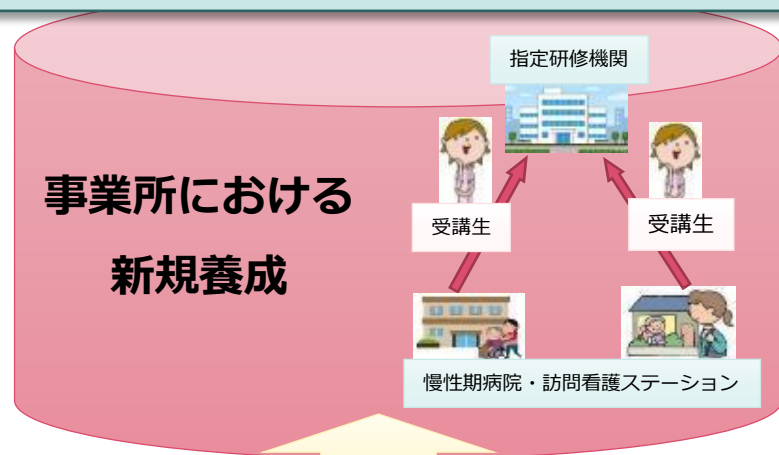 指定研修機関
事業所における
新規養成
受講生
受講生
慢性期病院・訪問看護ステーション